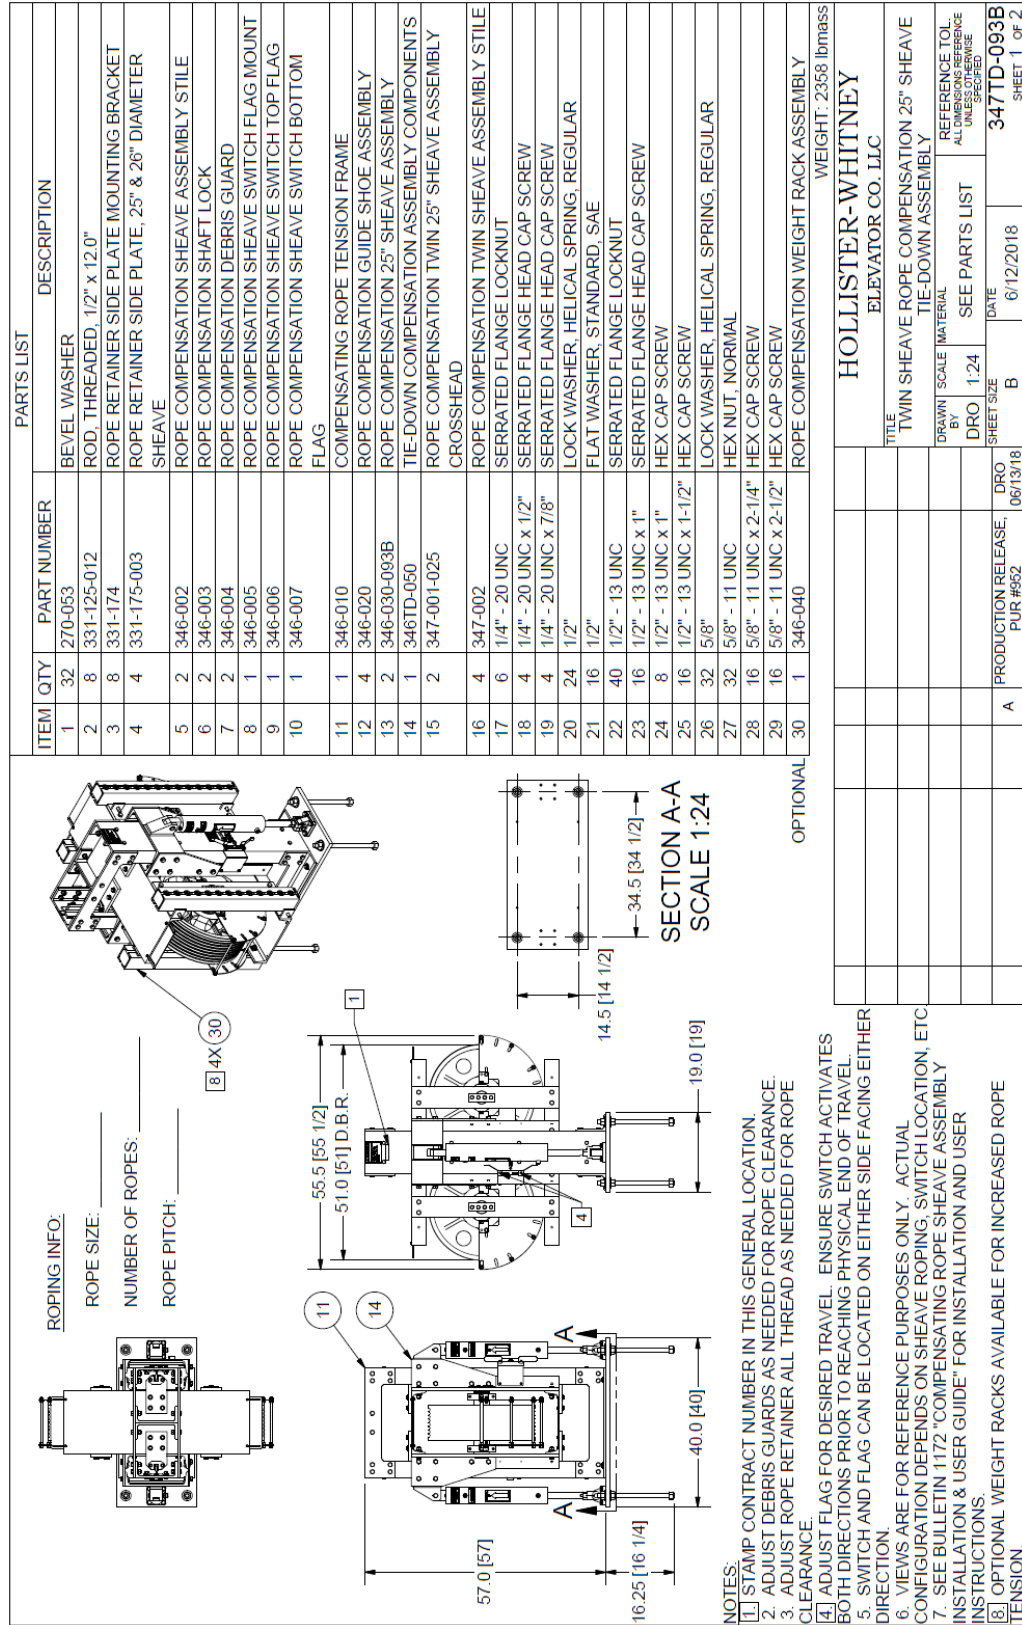 ROPING INFO:
ROPE SIZE:
NUMBER OF ROPES:
ROPE PITCH:
8 4X 30
11
14
57.0 [57]
16.25 [16 1/4]
40.0 [40]
A
A
55.5 [55 1/2]
51.0 [51] D.B.R.
1
4
19.0 [19]
14.5 [14 1/2]
34.5 [34 1/2]
SECTION A-A
SCALE 1:24
NOTES:
1. STAMP CONTRACT NUMBER IN THIS GENERAL LOCATION.
2. ADJUST DEBRIS GUARDS AS NEEDED FOR ROPE CLEARANCE.
3. ADJUST ROPE RETAINER ALL THREAD AS NEEDED FOR ROPE
CLEARANCE.
4. ADJUST FLAG FOR DESIRED TRAVEL. ENSURE SWITCH ACTIVATES
BOTH DIRECTIONS PRIOR TO REACHING PHYSICAL END OF TRAVEL.
5. SWITCH AND FLAG CAN BE LOCATED ON EITHER SIDE FACING EITHER
DIRECTION.
6. VIEWS ARE FOR REFERENCE PURPOSES ONLY. ACTUAL
CONFIGURATION DEPENDS ON SHEAVE ROPING, SWITCH LOCATION, ETC.
7. SEE BULLETIN 1172 "COMPENSATING ROPE SHEAVE ASSEMBLY
INSTALLATION & USER GUIDE" FOR INSTALLATION AND USER
INSTRUCTIONS.
8. OPTIONAL WEIGHT RACKS AVAILABLE FOR INCREASED ROPE
TENSION.
PARTS LIST
ITEM QTY PART NUMBER DESCRIPTION
1 32 270-053 BEVEL WASHER
2 8 331-125-012 ROD, THREADED, 1/2" x 12.0"
3 8 331-174 ROPE RETAINER SIDE PLATE MOUNTING BRACKET
4 4 331-175-003 ROPE RETAINER SIDE PLATE, 25" & 26" DIAMETER
SHEAVE
5 2 346-002 ROPE COMPENSATION SHEAVE ASSEMBLY STILE
6 2 346-003 ROPE COMPENSATION SHAFT LOCK
7 2 346-004 ROPE COMPENSATION DEBRIS GUARD
8 1 346-005 ROPE COMPENSATION SHEAVE SWITCH FLAG MOUNT
9 1 346-006 ROPE COMPENSATION SHEAVE SWITCH TOP FLAG
10 1 346-007 ROPE COMPENSATION SHEAVE SWITCH BOTTOM
FLAG
11 1 346-010 COMPENSATING ROPE TENSION FRAME
12 4 346-020 ROPE COMPENSATION GUIDE SHOE ASSEMBLY
13 2 346-030-093B ROPE COMPENSATION 25" SHEAVE ASSEMBLY
14 1 346TD-050 TIE-DOWN COMPENSATION ASSEMBLY COMPONENTS
15 2 347-001-025 ROPE COMPENSATION TWIN 25" SHEAVE ASSEMBLY
CROSSHEAD
16 4 347-002 ROPE COMPENSATION TWIN SHEAVE ASSEMBLY STILE
17 6 1/4" - 20 UNC SERRATED FLANGE LOCKNUT
18 4 1/4" - 20 UNC x 1/2" SERRATED FLANGE HEAD CAP SCREW
19 4 1/4" - 20 UNC x 7/8" SERRATED FLANGE HEAD CAP SCREW
20 24 1/2" LOCK WASHER, HELICAL SPRING, REGULAR
21 16 1/2" FLAT WASHER, STANDARD, SAE
22 40 1/2" - 13 UNC SERRATED FLANGE LOCKNUT
23 16 1/2" - 13 UNC x 1" SERRATED FLANGE HEAD CAP SCREW
24 8 1/2" - 13 UNC x 1" HEX CAP SCREW
25 16 1/2" - 13 UNC x 1-1/2" HEX CAP SCREW
26 32 5/8" LOCK WASHER, HELICAL SPRING, REGULAR
27 32 5/8" - 11 UNC HEX NUT, NORMAL
28 16 5/8" - 11 UNC x 2-1/4" HEX CAP SCREW
29 16 5/8" - 11 UNC x 2-1/2" HEX CAP SCREW
OPTIONAL 30 1 346-040 ROPE COMPENSATION WEIGHT RACK ASSEMBLY
WEIGHT: 2358 lbmass
HOLLISTER-WHITNEY
ELEVATOR CO. LLC
TITLE
TWIN SHEAVE ROPE COMPENSATION 25" SHEAVE
TIE-DOWN ASSEMBLY
DRAWN BY
DRO
SCALE
1:24
MATERIAL
SEE PARTS LIST
REFERENCE TOL.
ALL DIMENSIONS REFERENCE
UNLESS OTHERWISE
SPECIFIED
SHEET SIZE
B
DATE
6/12/2018
347TD-093B
SHEET 1 OF 2
A PRODUCTION RELEASE,
PUR #952
DRO
06/13/18